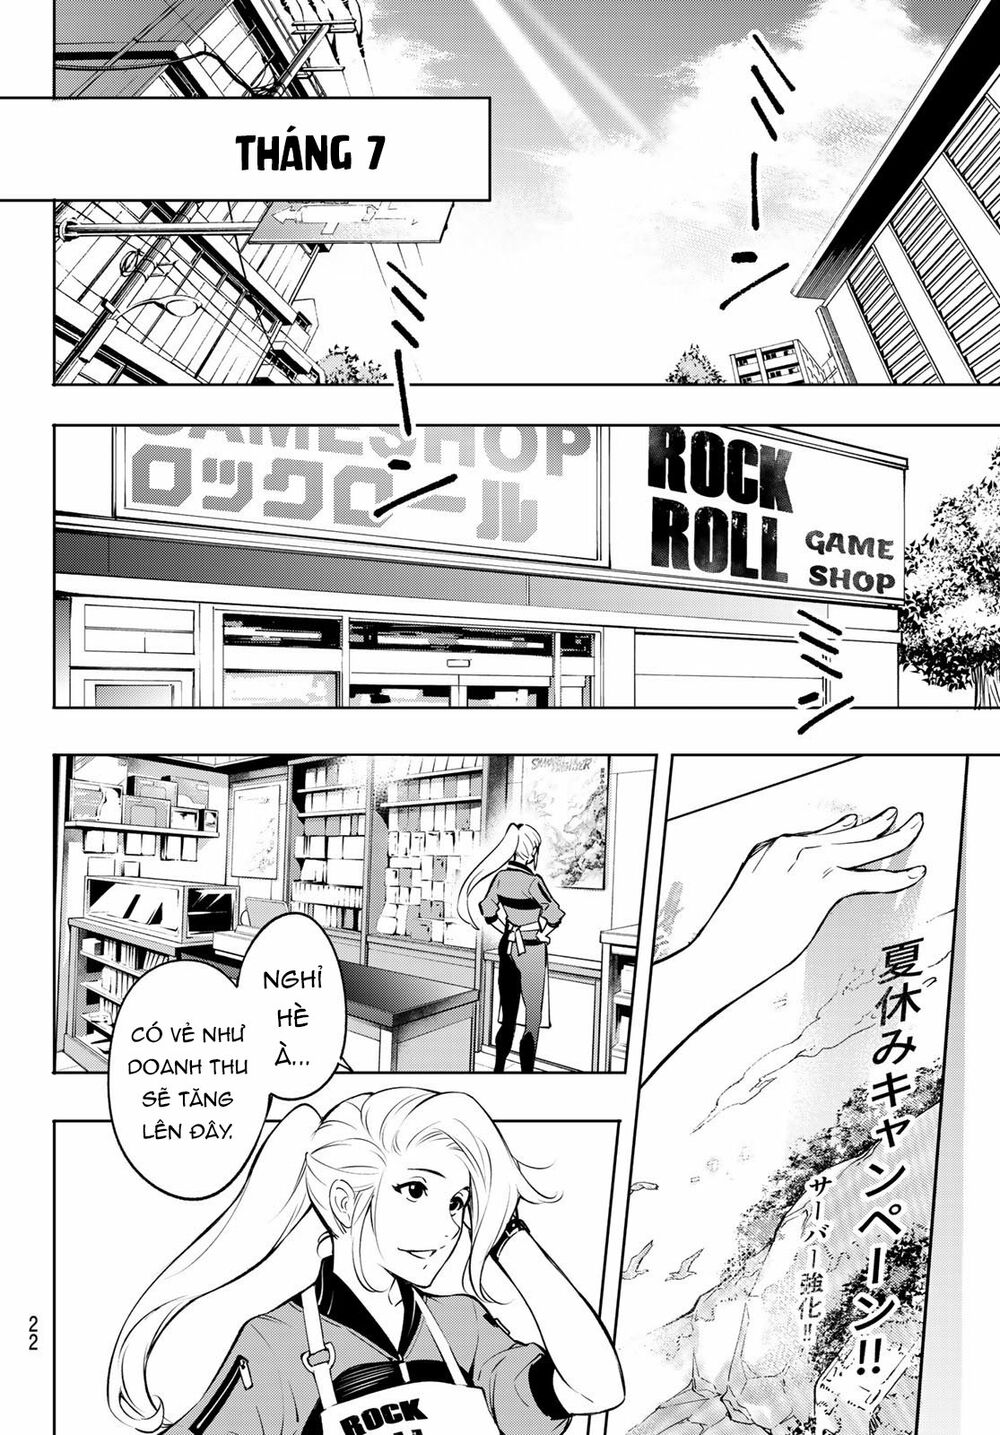 THÁNG 7
GAMESHOP
ロックロール
ROCK
ROLL
GAME
SHOP
夏休みキャンペーン!!
サーバー強化!!
NGHỈ
HÈ
À...
CÓ VẺ NHƯ
DOANH THU
SẼ TĂNG
LÊN ĐÂY.
ROCK
22